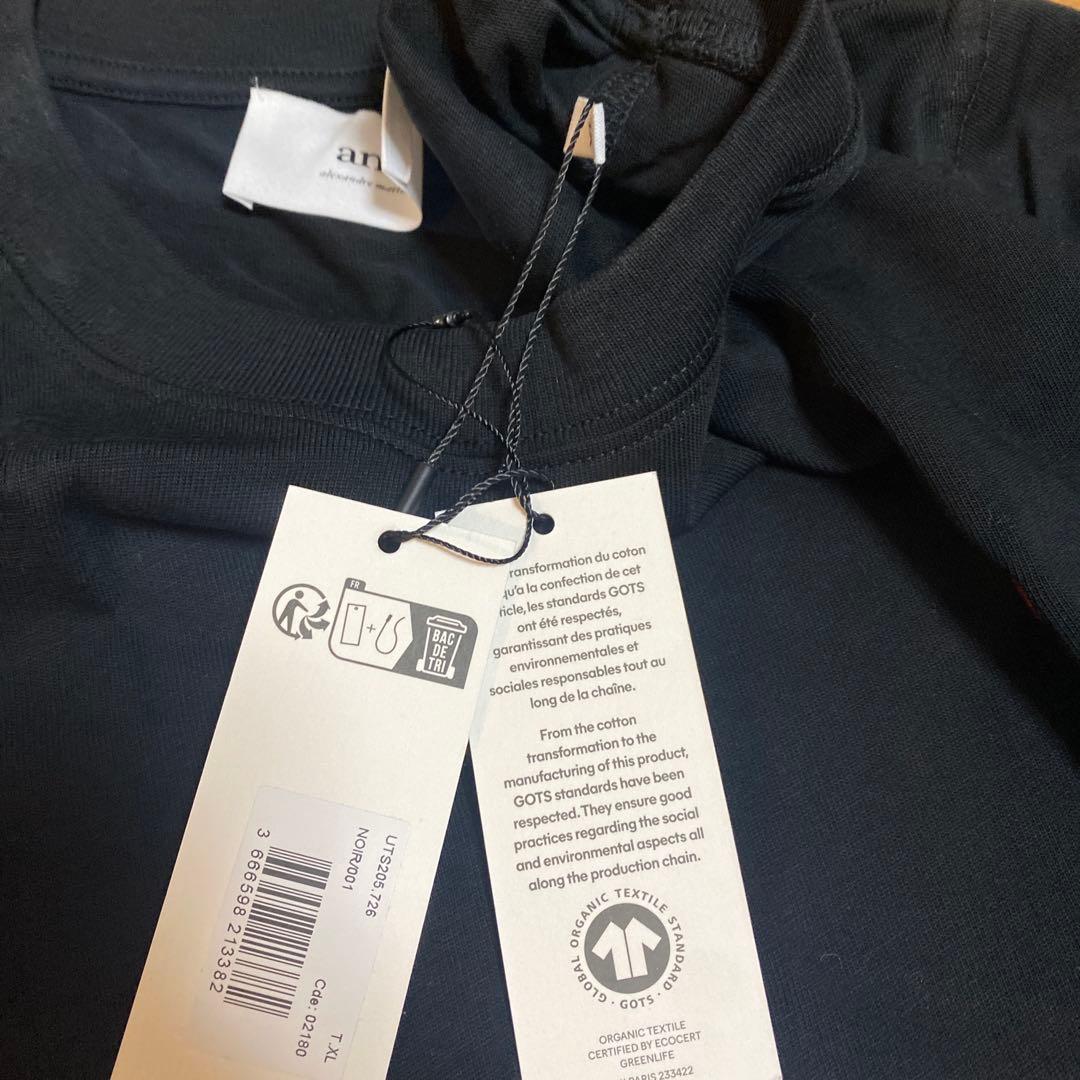 an
alexandre matti
FR
BAC
DE
TRI
UTS205.726
NOIR/001
Cde: 02180
T.XL
3 666598 213382
ransformation du coton
qu'a la confection de cet
ticle, les standards GOTS
ont été respectés,
garantissant des pratiques
environnementales et
sociales responsables tout au
long de la chaîne.
From the cotton
transformation to the
manufacturing of this product,
GOTS standards have been
respected. They ensure good
practices regarding the social
and environmental aspects all
along the production chain.
GLOBAL ORGANIC TEXTILE STANDARD · GOTS ·
ORGANIC TEXTILE
CERTIFIED BY ECOCERT
GREENLIFE
PARIS 233422